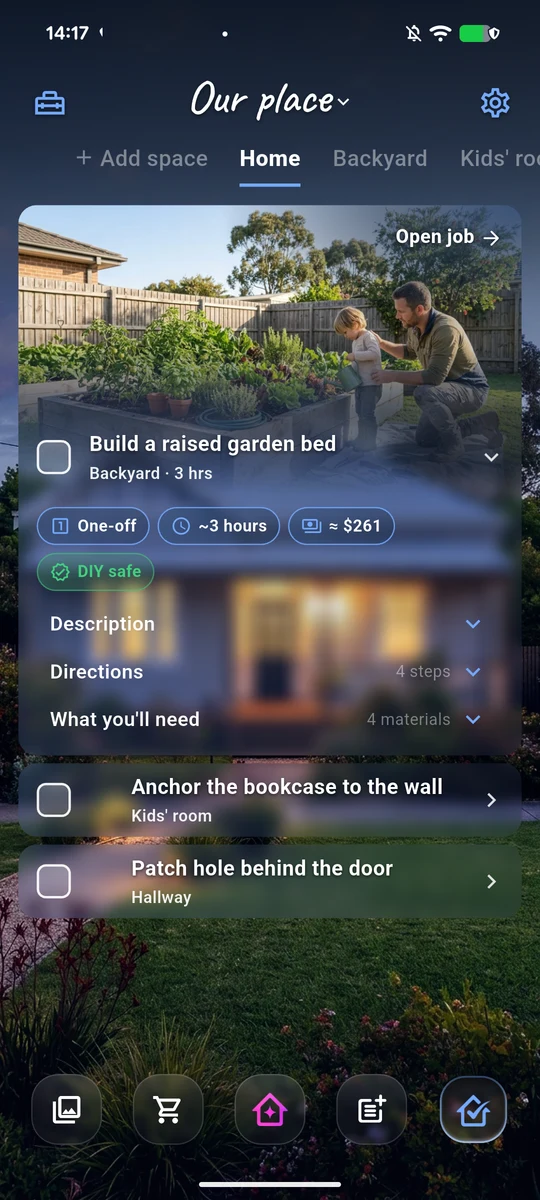 14:17
Our place
+ Add space Home Backyard Kids' roo
Open job →
Build a raised garden bed
Backyard · 3 hrs
1 One-off ~3 hours ≈ $261
DIY safe
Description
Directions 4 steps
What you'll need 4 materials
Anchor the bookcase to the wall
Kids' room
Patch hole behind the door
Hallway